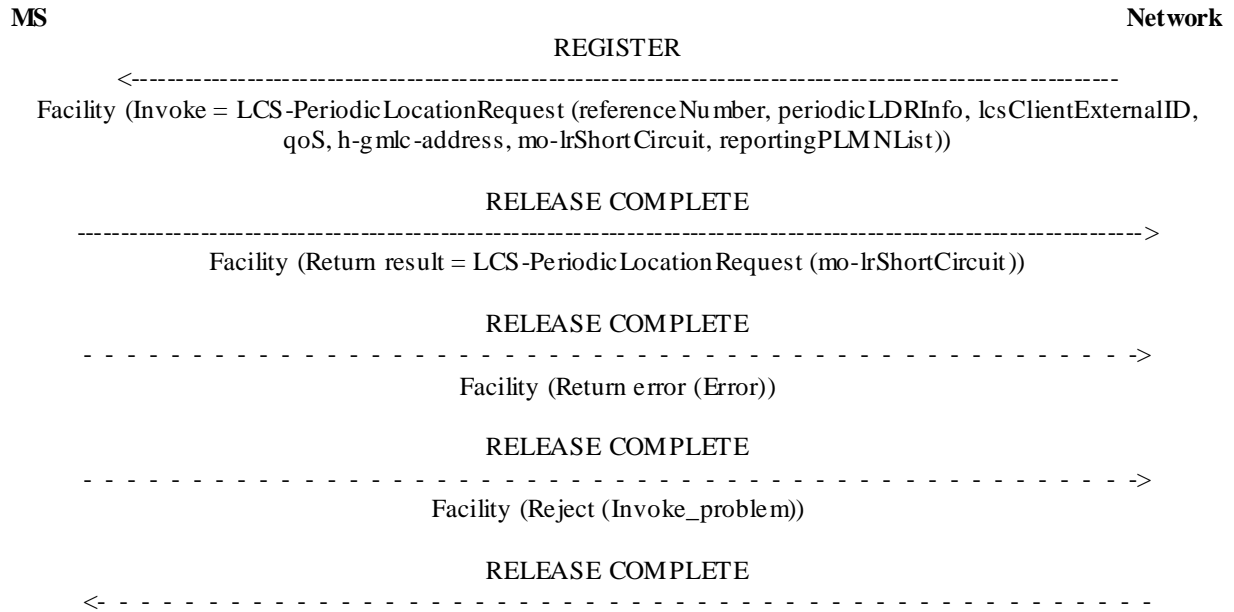 MS Network
REGISTER
<------------------------------------------------------------------------------------------------------------
Facility (Invoke = LCS-PeriodicLocationRequest (referenceNumber, periodicLDRInfo, lcsClientExternalID,
qoS, h-gmlc-address, mo-lrShortCircuit, reportingPLMNList))
RELEASE COMPLETE
-------------------------------------------------------------------------------------------------------------------->
Facility (Return result = LCS-PeriodicLocationRequest (mo-lrShortCircuit))
RELEASE COMPLETE
- - - - - - - - - - - - - - - - - - - - - - - - - - - - - - - - - - - - - - - - - - - - - - - ->
Facility (Return error (Error))
RELEASE COMPLETE
- - - - - - - - - - - - - - - - - - - - - - - - - - - - - - - - - - - - - - - - - - - - - - - ->
Facility (Reject (Invoke_problem))
RELEASE COMPLETE
<- - - - - - - - - - - - - - - - - - - - - - - - - - - - - - - - - - - - - - - - - - - - - - - -